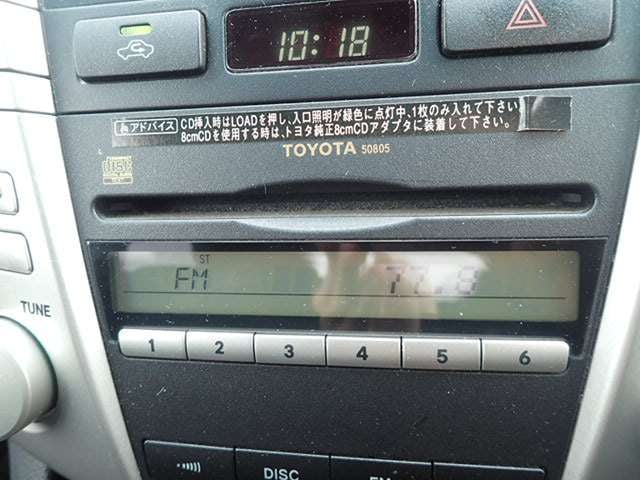 10:18
アドバイス CD挿入時はLOADを押し、入口照明が緑色に点灯中、1枚のみ入れて下さい
8cmCDを使用する時は、トヨタ純正8cmCDアダプタに装着して下さい。
TOYOTA 50805
DISC
ST
FM 77.8
TUNE
1 2 3 4 5 6
DISC